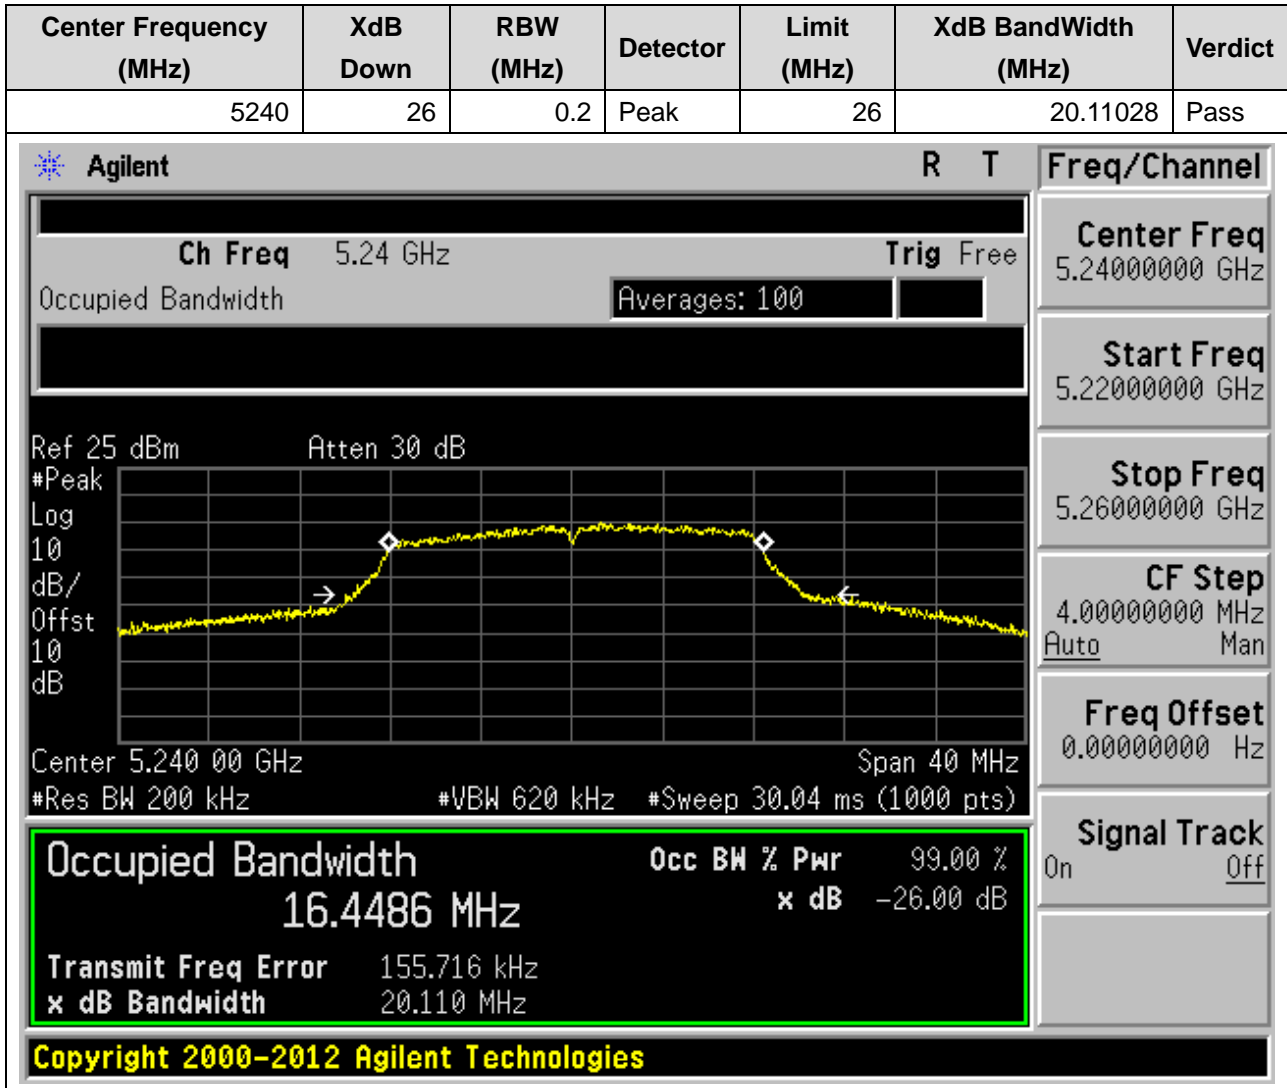 Center Frequency (MHz) XdB Down RBW (MHz) Detector Limit (MHz) XdB BandWidth (MHz) Verdict
5240 26 0.2 Peak 26 20.11028 Pass
Agilent R T
Ch Freq 5.24 GHz Trig Free
Occupied Bandwidth Averages: 100
Ref 25 dBm Atten 30 dB
#Peak
Log
10
dB/
Offst
10
dB
Center 5.240 00 GHz Span 40 MHz
#Res BW 200 kHz #VBW 620 kHz #Sweep 30.04 ms (1000 pts)
Occupied Bandwidth Occ BW % Pwr 99.00 %
16.4486 MHz x dB -26.00 dB
Transmit Freq Error 155.716 kHz
x dB Bandwidth 20.110 MHz
Copyright 2000-2012 Agilent Technologies
Freq/Channel
Center Freq
5.24000000 GHz
Start Freq
5.22000000 GHz
Stop Freq
5.26000000 GHz
CF Step
4.00000000 MHz
Auto Man
Freq Offset
0.00000000 Hz
Signal Track
On Off